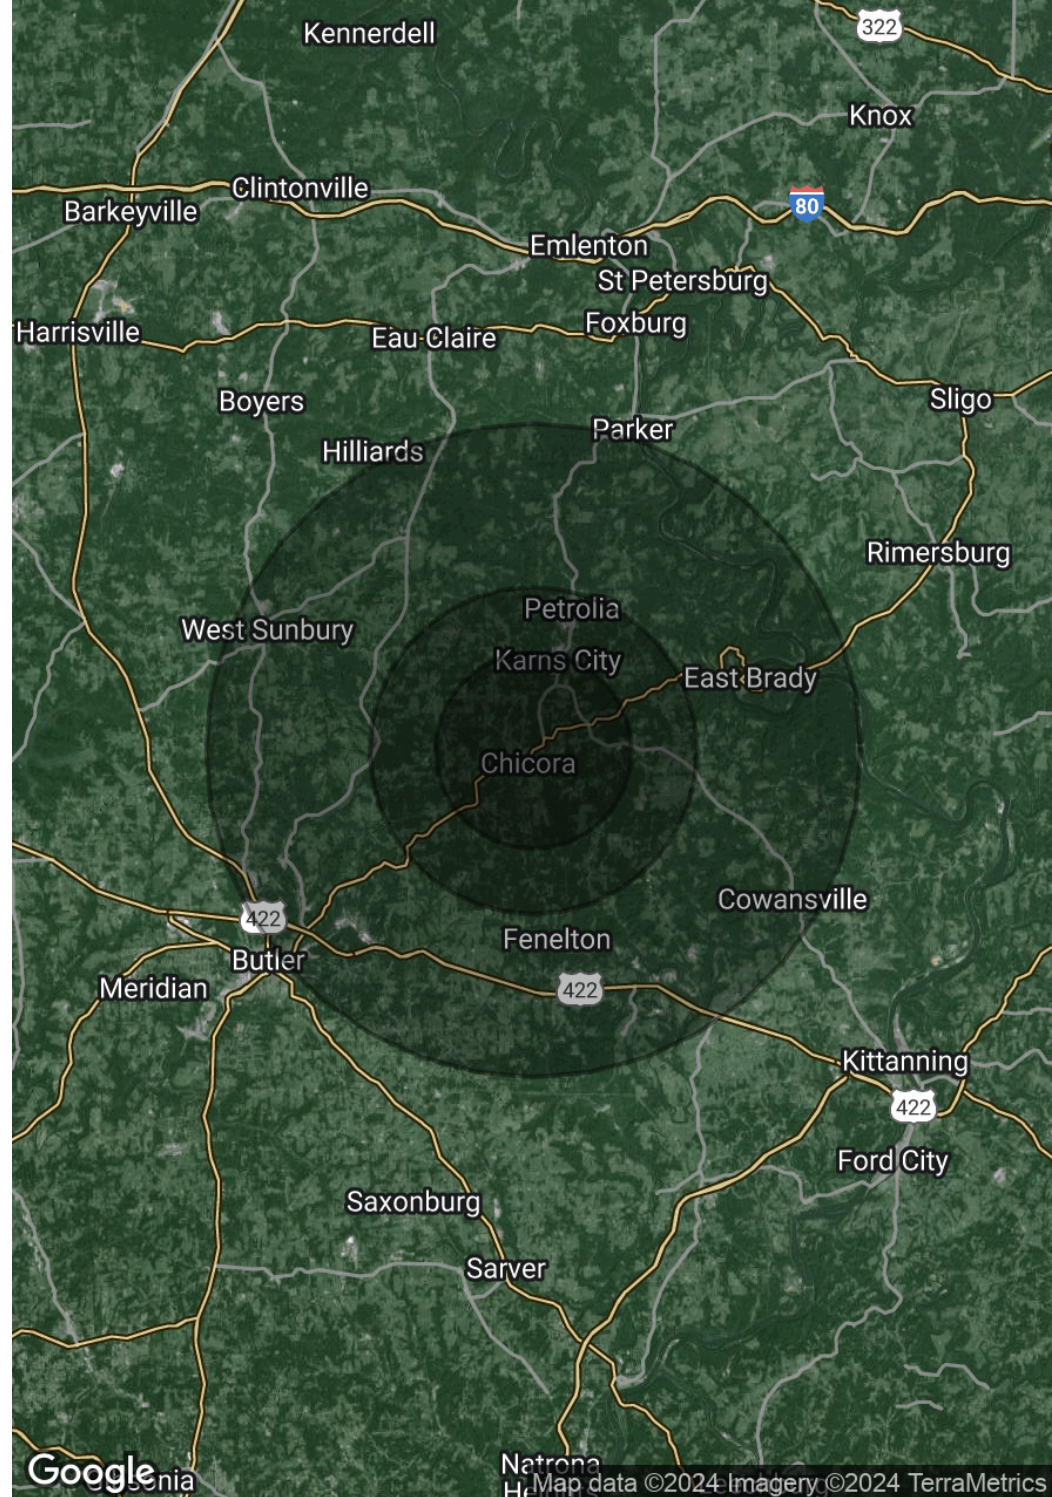 Kennerdell
322
Knox
Clintonville
Barkeyville
80
Emlenton
St Petersburg
Foxburg
Harrisville
Eau Claire
Boyers
Sligo
Parker
Hilliards
Rimersburg
Petrolia
West Sunbury
Karns City
East Brady
Chicora
Cowansville
422
Fenelton
Butler
Meridian
422
Kittanning
422
Ford City
Saxonburg
Sarver
Natrona
Google
Map data ©2024 Imagery ©2024 TerraMetrics